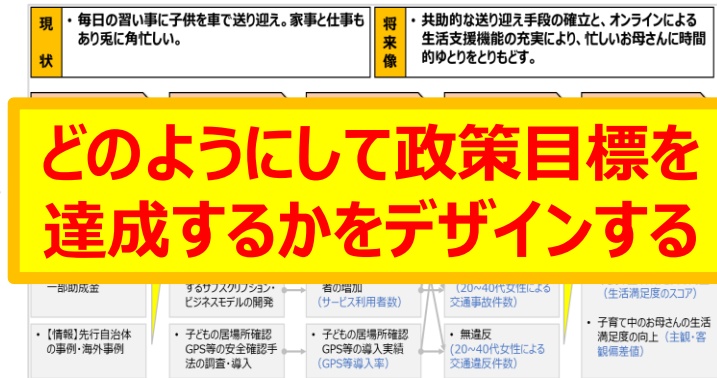 現状
・毎日の習い事に子供を車で送り迎え。家事と仕事も
あり兎に角忙しい。
将来像
・共助的な送り迎え手段の確立と、オンラインによる
生活支援機能の充実により、忙しいお母さんに時間
的ゆとりをとりもどす。
どのようにして政策目標を
達成するかをデザインする
一部助成金
するサブスクリプション・
ビジネスモデルの開発
者の増加
(サービス利用者数)
(20~40代女性による
交通事故件数)
(生活満足度のスコア)
・【情報】先行自治体
の事例・海外事例
・子どもの居場所確認
GPS等の安全確認手
法の調査・導入
・子どもの居場所確認
GPS等の導入実績
(GPS等導入率)
・無違反
(20~40代女性による
交通違反件数)
・子育て中のお母さんの生活
満足度の向上(主観・客
観偏差値)